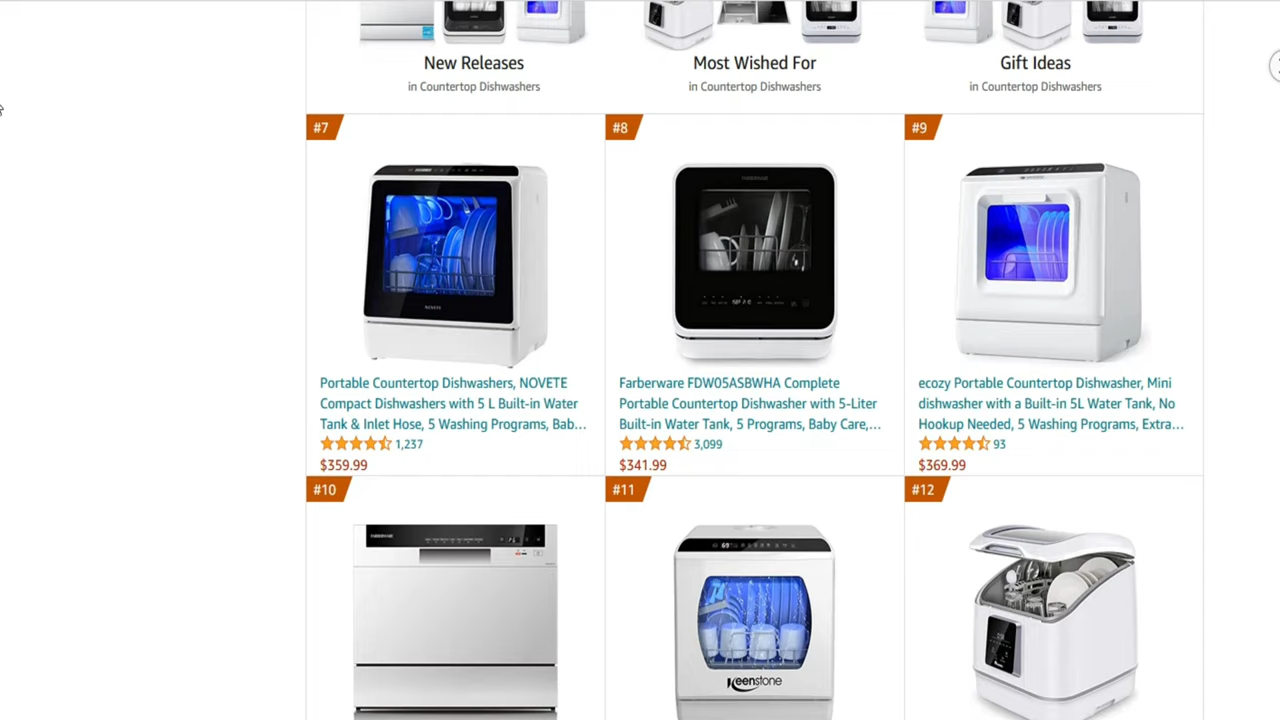 New Releases
in Countertop Dishwashers
Most Wished For
in Countertop Dishwashers
Gift Ideas
in Countertop Dishwashers
#7
Portable Countertop Dishwashers, NOVETE
Compact Dishwashers with 5 L Built-in Water
Tank & Inlet Hose, 5 Washing Programs, Bab…
1,237
$359.99
#8
FARBERWARE
Farberware FDW05ASBWHA Complete
Portable Countertop Dishwasher with 5-Liter
Built-in Water Tank, 5 Programs, Baby Care,…
3,099
$341.99
#9
ecozy Portable Countertop Dishwasher, Mini
dishwasher with a Built-in 5L Water Tank, No
Hookup Needed, 5 Washing Programs, Extra…
93
$369.99
#10
FARBERWARE
#11
69
Keenstone
#12